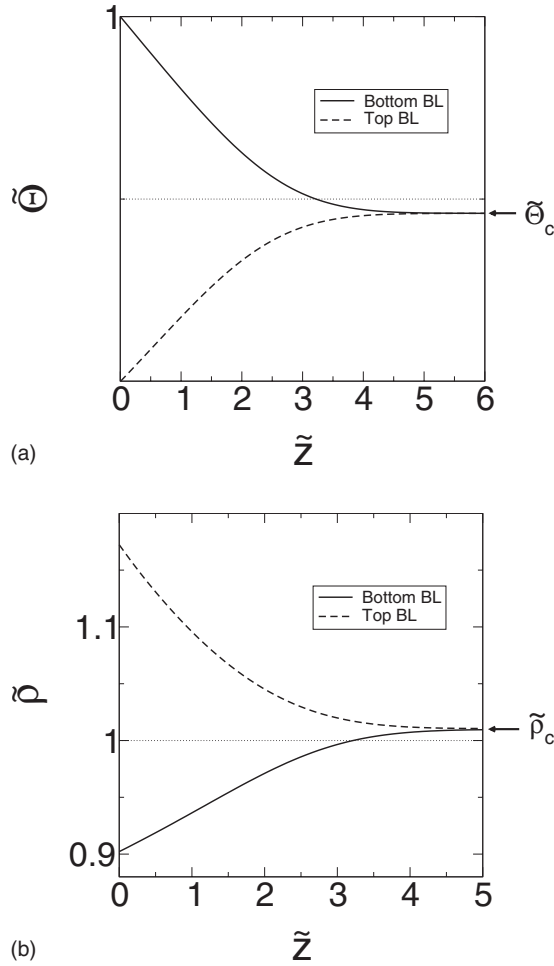 1
Bottom BL
Top BL
Θ̃
Θ̃c
0 1 2 3 4 5 6
z̃
(a)
1.1
Bottom BL
Top BL
ρ̃
ρ̃c
1
0.9
0 1 2 3 4 5
z̃
(b)